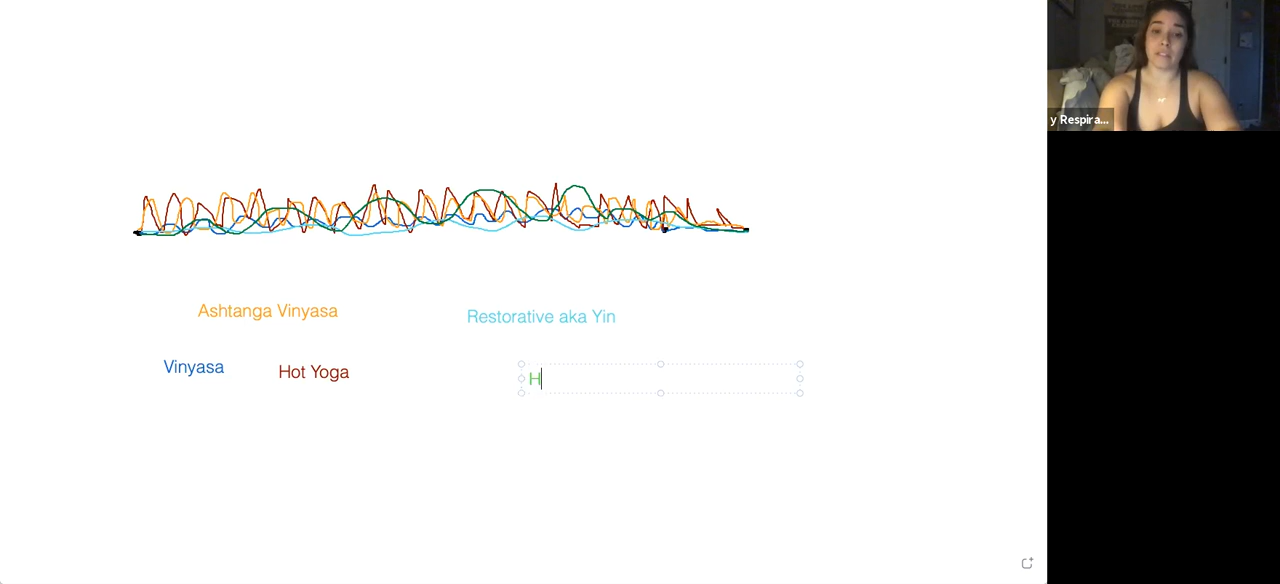 y Respira...
Ashtanga Vinyasa
Restorative aka Yin
Vinyasa
Hot Yoga
H